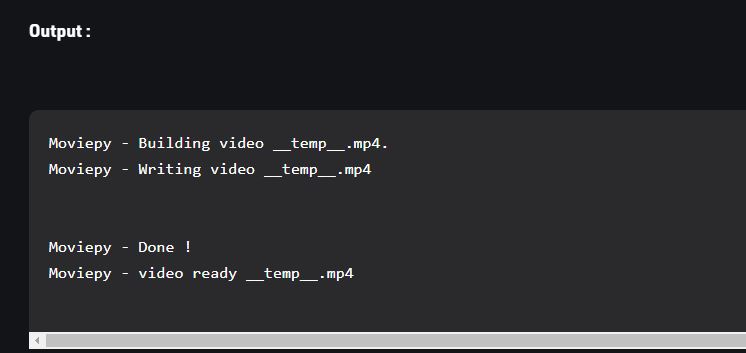 Output :
Moviepy - Building video __temp__.mp4.
Moviepy - Writing video __temp__.mp4
Moviepy - Done !
Moviepy - video ready __temp__.mp4